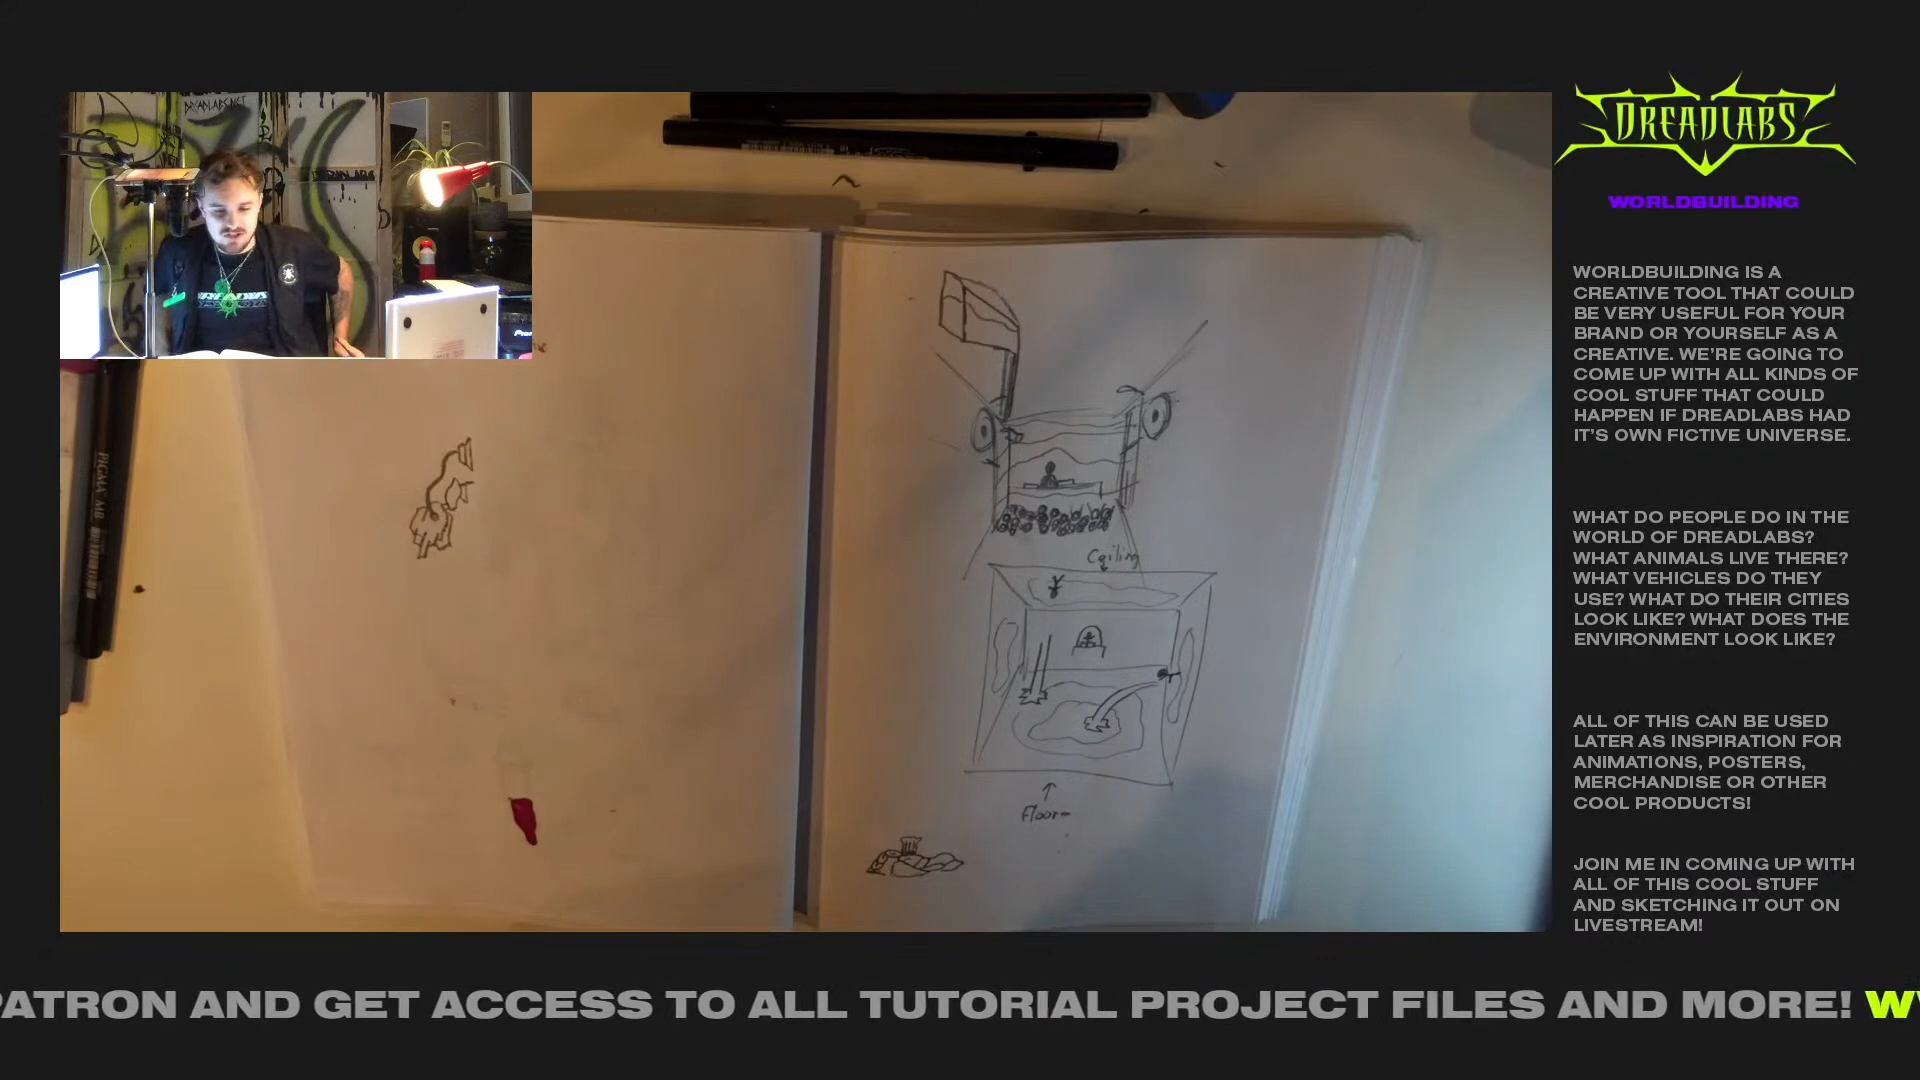 DREADLABS.NET
DREADLABS
WORLDBUILDING
WORLDBUILDING IS A
CREATIVE TOOL THAT COULD
BE VERY USEFUL FOR YOUR
BRAND OR YOURSELF AS A
CREATIVE. WE'RE GOING TO
COME UP WITH ALL KINDS OF
COOL STUFF THAT COULD
HAPPEN IF DREADLABS HAD
IT'S OWN FICTIVE UNIVERSE.
WHAT DO PEOPLE DO IN THE
WORLD OF DREADLABS?
WHAT ANIMALS LIVE THERE?
WHAT VEHICLES DO THEY
USE? WHAT DO THEIR CITIES
LOOK LIKE? WHAT DOES THE
ENVIRONMENT LOOK LIKE?
ALL OF THIS CAN BE USED
LATER AS INSPIRATION FOR
ANIMATIONS, POSTERS,
MERCHANDISE OR OTHER
COOL PRODUCTS!
JOIN ME IN COMING UP WITH
ALL OF THIS COOL STUFF
AND SKETCHING IT OUT ON
LIVESTREAM!
PIGMA MB
Ceiling
Floor
PATRON AND GET ACCESS TO ALL TUTORIAL PROJECT FILES AND MORE!